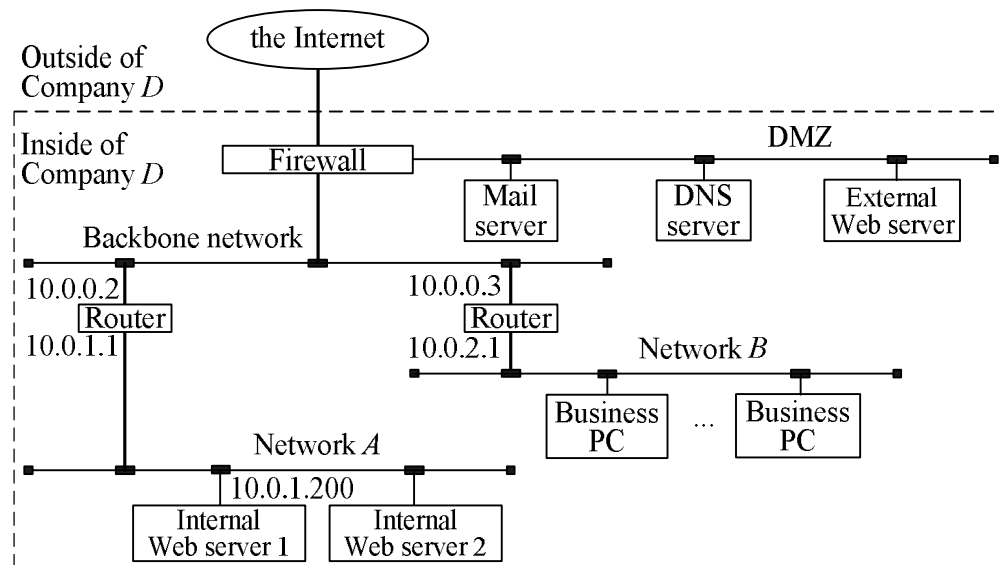 the Internet
Outside of
Company D
Inside of
Company D
Firewall
DMZ
Mail
server
DNS
server
External
Web server
Backbone network
10.0.0.2
10.0.0.3
Router
Router
10.0.1.1
10.0.2.1
Network B
Business
PC
...
Business
PC
Network A
10.0.1.200
Internal
Web server 1
Internal
Web server 2